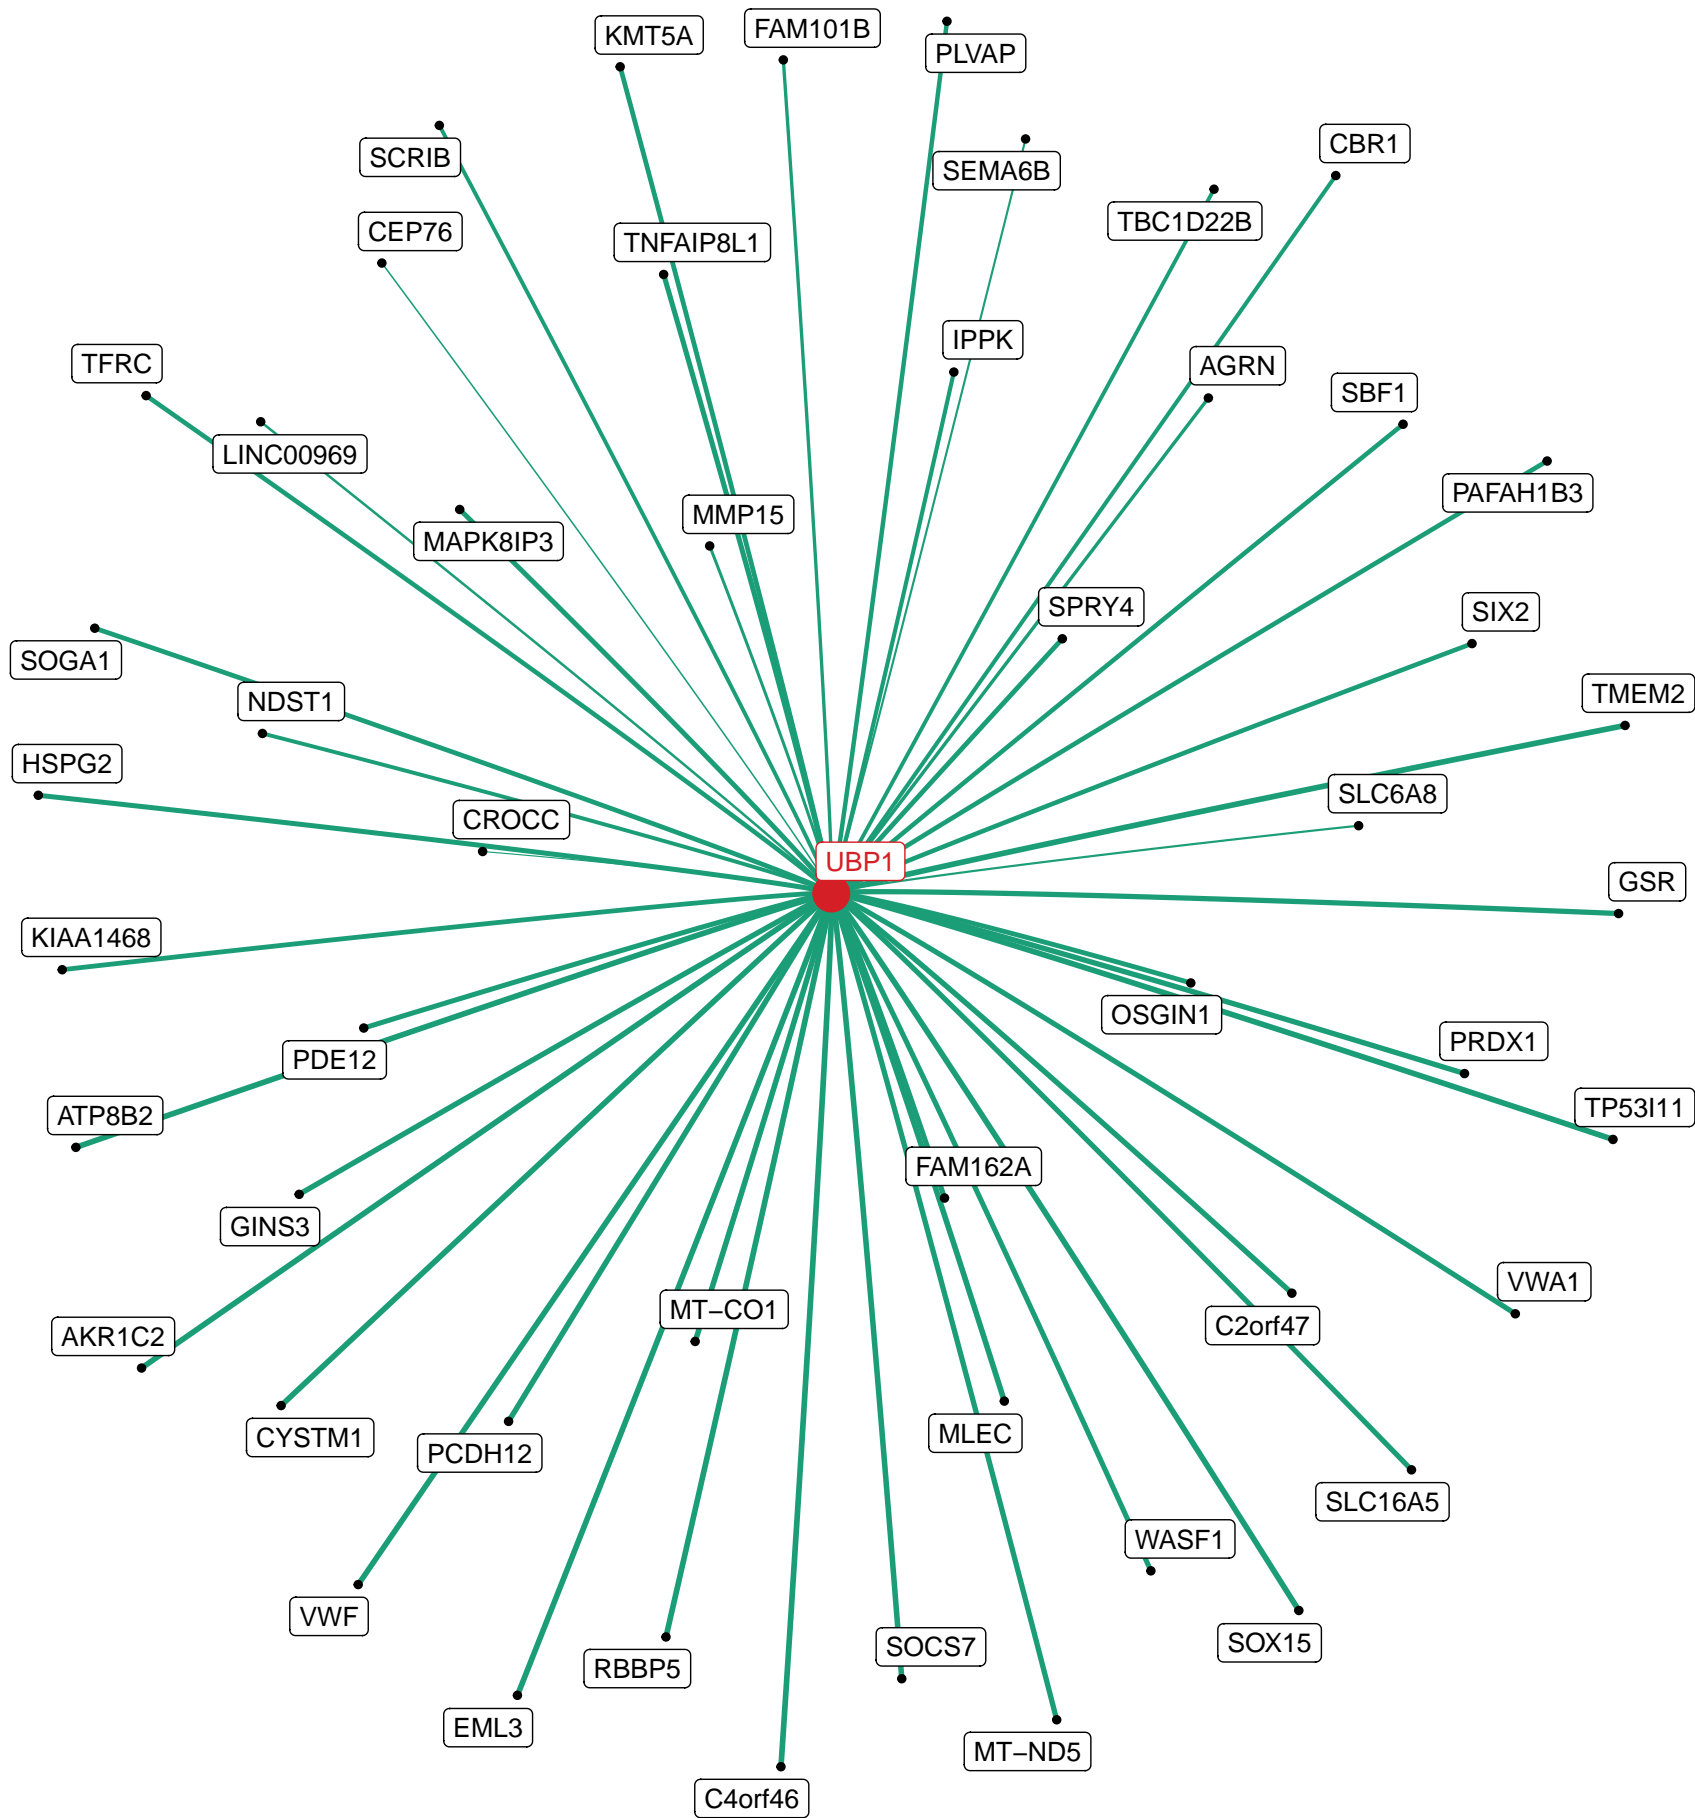 PLVAP
FAM101B
KMT5A
CBR1
SCRIB
SEMA6B
TBC1D22B
CEP76
TNFAIP8L1
IPPK
TFRC
AGRN
SBF1
LINC00969
PAFAH1B3
MMP15
MAPK8IP3
SPRY4
SIX2
SOGA1
TMEM2
NDST1
HSPG2
SLC6A8
CROCC
UBP1
GSR
KIAA1468
OSGIN1
PRDX1
PDE12
TP53I11
ATP8B2
FAM162A
GINS3
VWA1
MT−CO1
C2orf47
AKR1C2
MLEC
CYSTM1
PCDH12
SLC16A5
WASF1
VWF
SOX15
SOCS7
RBBP5
EML3
MT−ND5
C4orf46